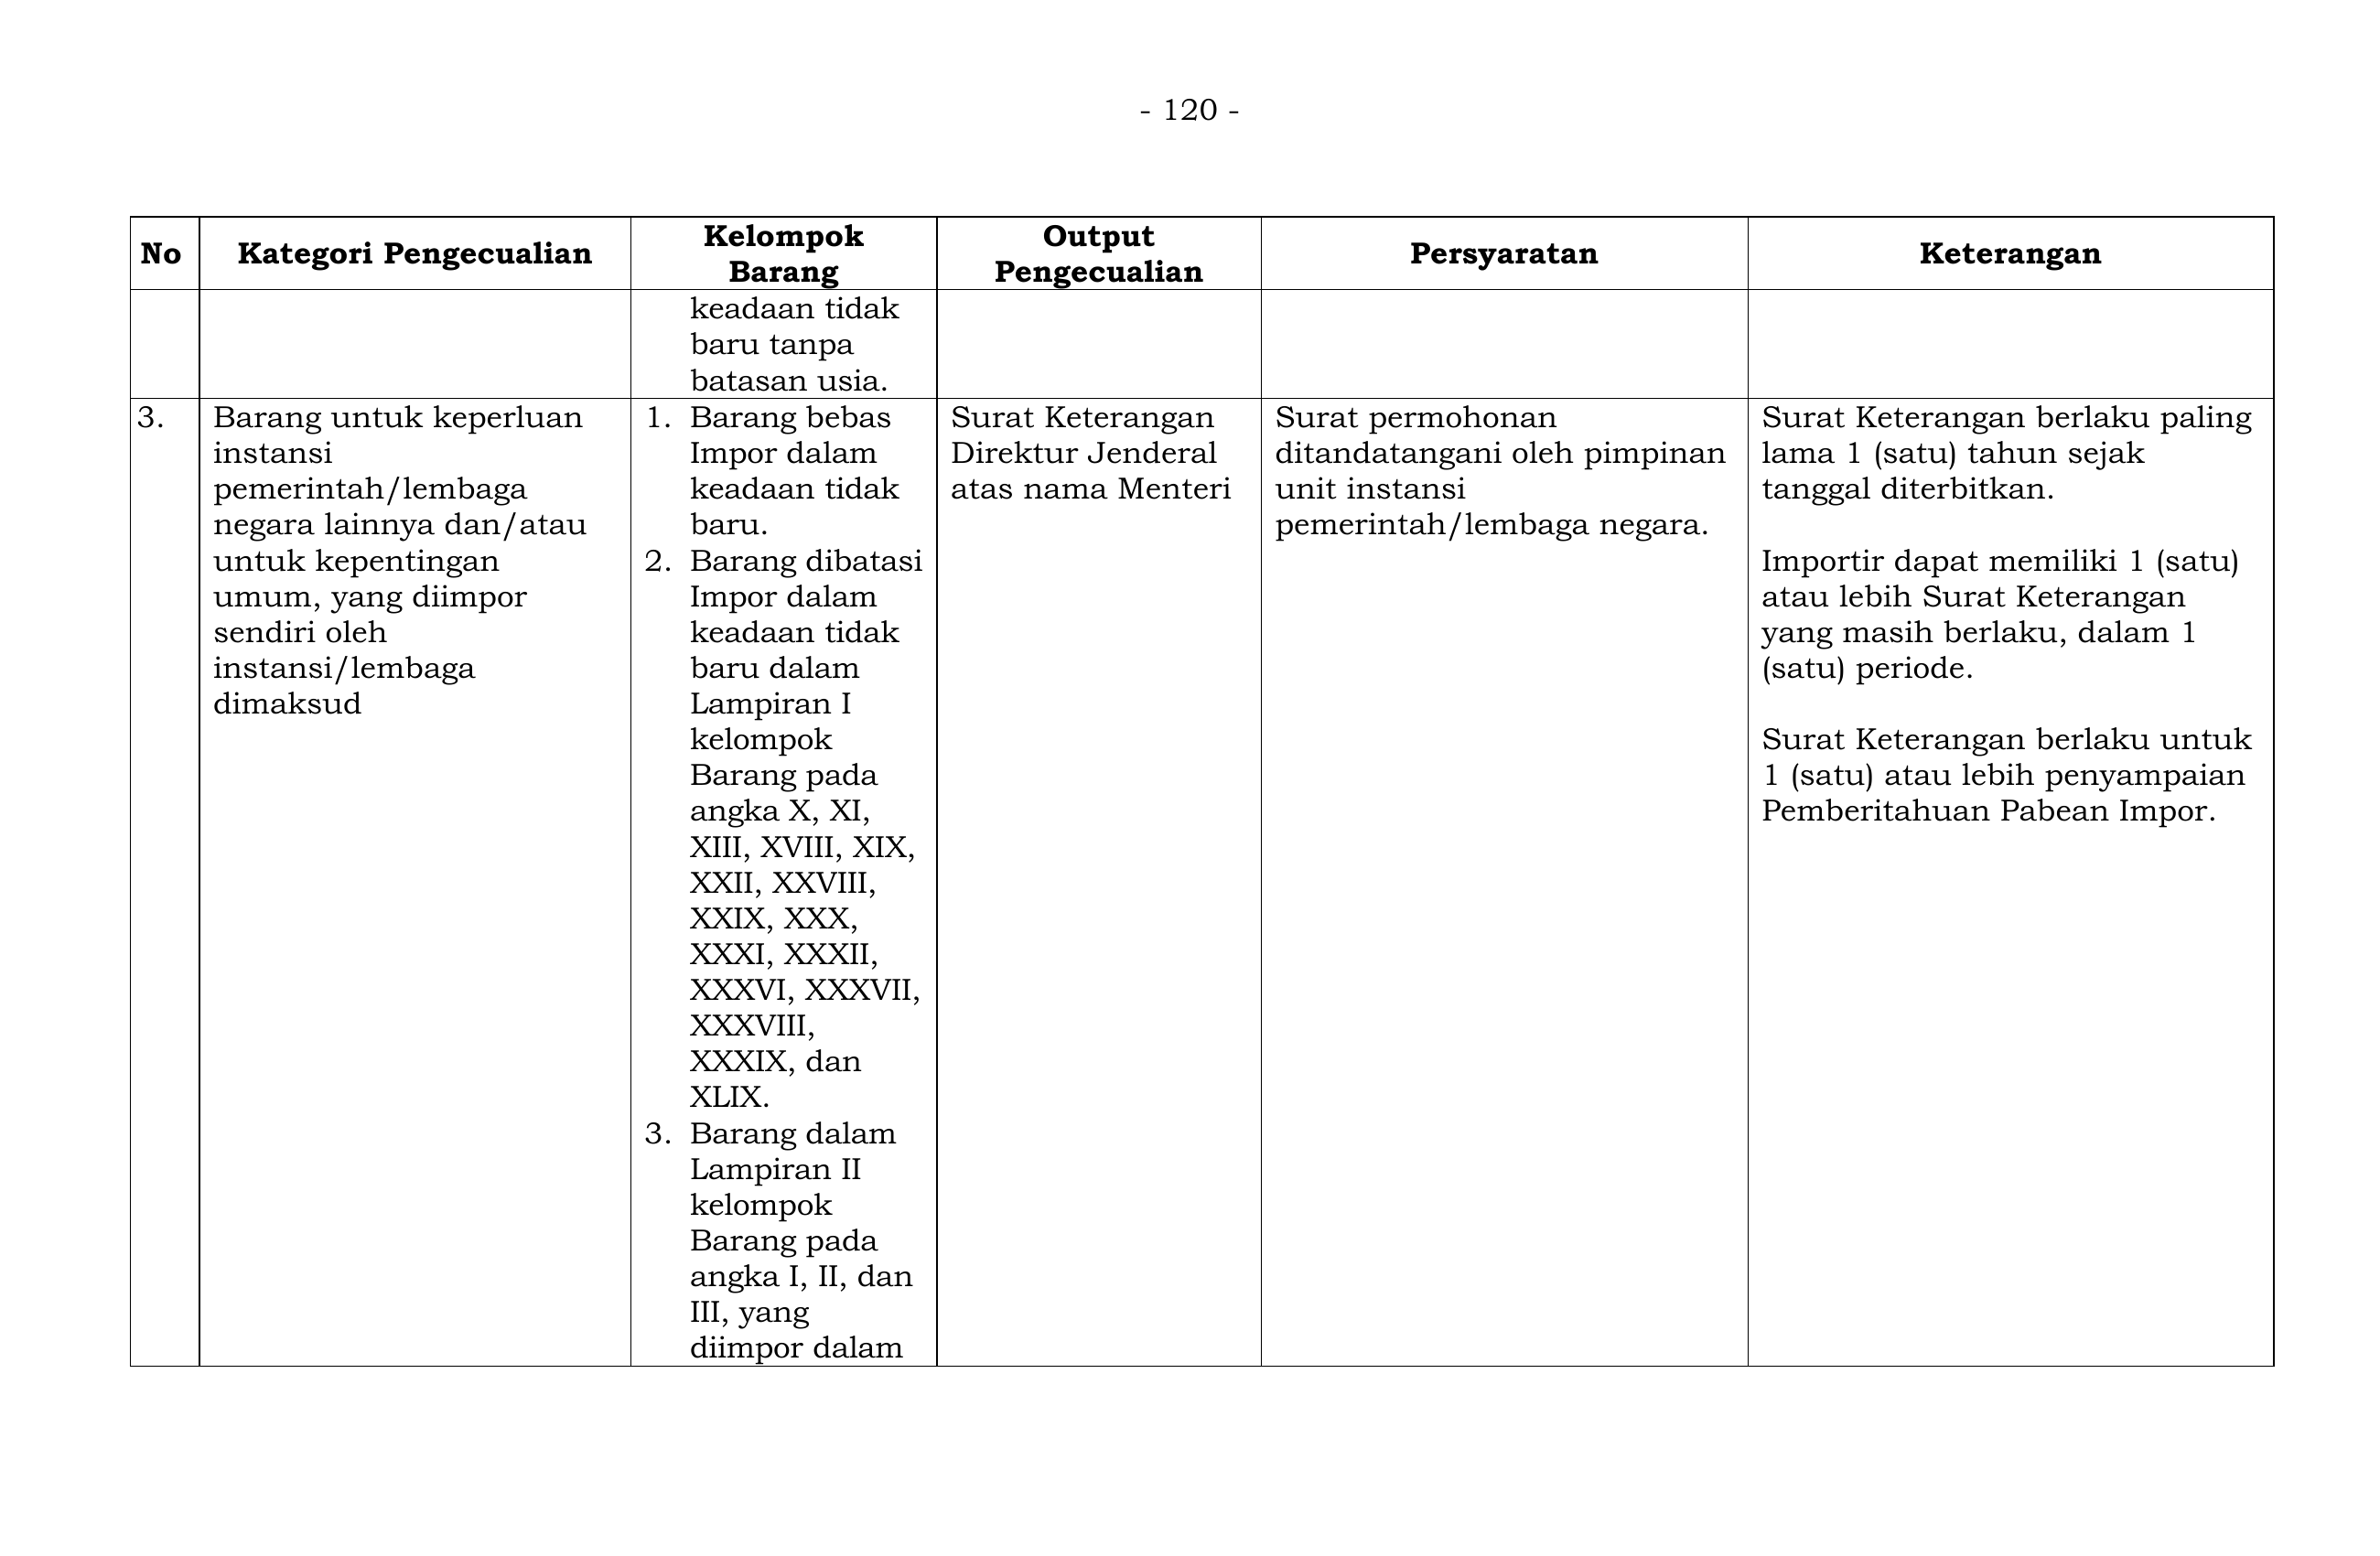 - 120 -
No
Kategori Pengecualian
Kelompok
Barang
Output
Pengecualian
Persyaratan
Keterangan
keadaan tidak
baru tanpa
batasan usia.
3.
Barang untuk keperluan
instansi
pemerintah/lembaga
negara lainnya dan/atau
untuk kepentingan
umum, yang diimpor
sendiri oleh
instansi/lembaga
dimaksud
1. Barang bebas
Impor dalam
keadaan tidak
baru.
2. Barang dibatasi
Impor dalam
keadaan tidak
baru dalam
Lampiran I
kelompok
Barang pada
angka X, XI,
XIII, XVIII, XIX,
XXII, XXVIII,
XXIX, XXX,
XXXI, XXXII,
XXXVI, XXXVII,
XXXVIII,
XXXIX, dan
XLIX.
3. Barang dalam
Lampiran II
kelompok
Barang pada
angka I, II, dan
III, yang
diimpor dalam
Surat Keterangan
Direktur Jenderal
atas nama Menteri
Surat permohonan
ditandatangani oleh pimpinan
unit instansi
pemerintah/lembaga negara.
Surat Keterangan berlaku paling
lama 1 (satu) tahun sejak
tanggal diterbitkan.
Importir dapat memiliki 1 (satu)
atau lebih Surat Keterangan
yang masih berlaku, dalam 1
(satu) periode.
Surat Keterangan berlaku untuk
1 (satu) atau lebih penyampaian
Pemberitahuan Pabean Impor.